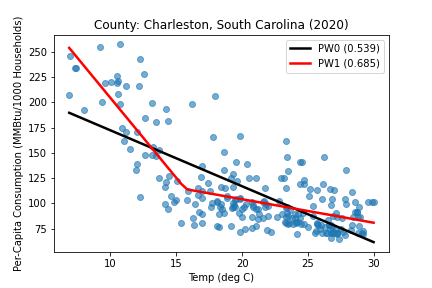 County: Charleston, South Carolina (2020)
PW0 (0.539)
PW1 (0.685)
Per-Capita Consumption (MMBtu/1000 Households)
250
225
200
175
150
125
100
75
10 15 20 25 30
Temp (deg C)